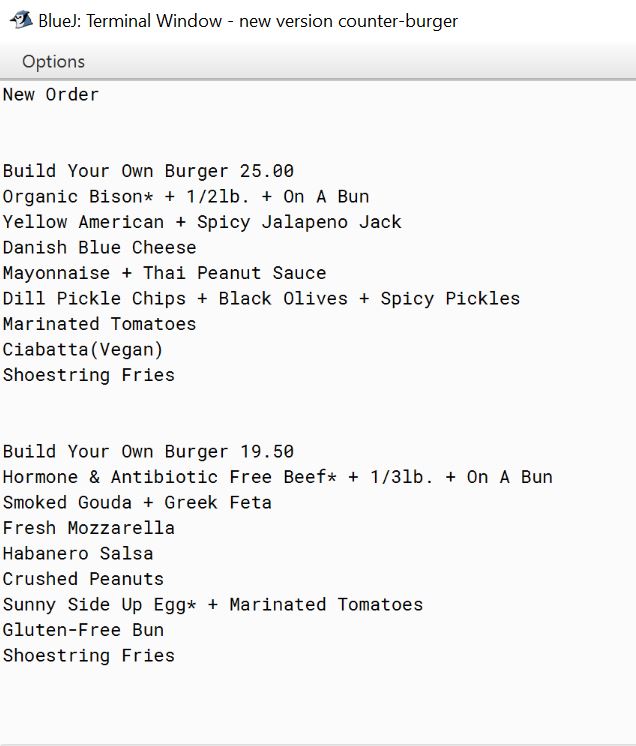 BlueJ: Terminal Window - new version counter-burger
Options
New Order
Build Your Own Burger 25.00
Organic Bison* + 1/2lb. + On A Bun
Yellow American + Spicy Jalapeno Jack
Danish Blue Cheese
Mayonnaise + Thai Peanut Sauce
Dill Pickle Chips + Black Olives + Spicy Pickles
Marinated Tomatoes
Ciabatta(Vegan)
Shoestring Fries
Build Your Own Burger 19.50
Hormone & Antibiotic Free Beef* + 1/3lb. + On A Bun
Smoked Gouda + Greek Feta
Fresh Mozzarella
Habanero Salsa
Crushed Peanuts
Sunny Side Up Egg* + Marinated Tomatoes
Gluten-Free Bun
Shoestring Fries